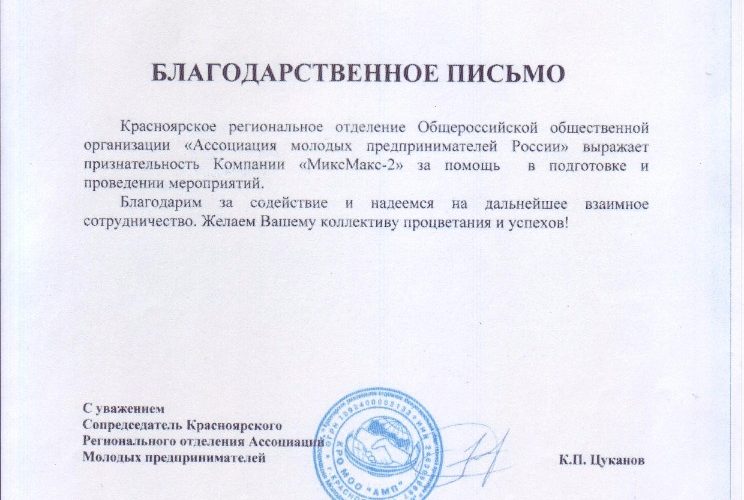 БЛАГОДАРСТВЕННОЕ ПИСЬМО
Красноярское региональное отделение Общероссийской общественной
организации «Ассоциация молодых предпринимателей России» выражает
признательность Компании «МиксМакс-2» за помощь в подготовке и
проведении мероприятий.
Благодарим за содействие и надеемся на дальнейшее взаимное
сотрудничество. Желаем Вашему коллективу процветания и успехов!
С уважением
Сопредседатель Красноярского
Регионального отделения Ассоциации
Молодых предпринимателей
К.П. Цуканов
КРО МОО "АМП"